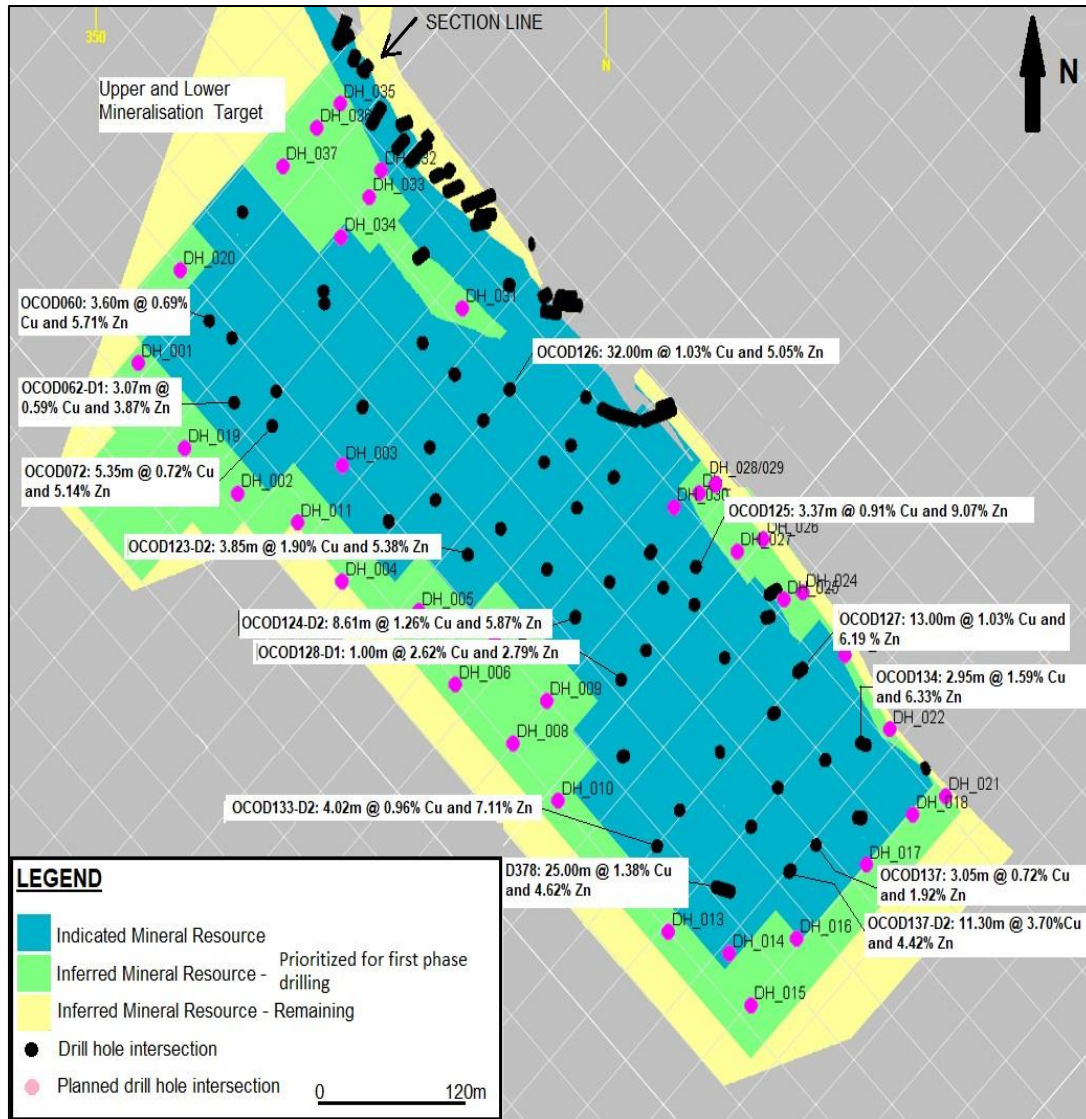 350
SECTION LINE
N
N
Upper and Lower
Mineralisation Target
DH_035
DH_036
DH_037
DH_033
DH_034
DH_020
DH_031
OCOD060: 3.60m @ 0.69%
Cu and 5.71% Zn
DH_001
OCOD126: 32.00m @ 1.03% Cu and 5.05% Zn
OCOD062-D1: 3.07m @
0.59% Cu and 3.87% Zn
DH_019
DH_003
OCOD072: 5.35m @ 0.72% Cu
and 5.14% Zn
DH_002
DH_011
DH_028/029
DH_030
OCOD125: 3.37m @ 0.91% Cu and 9.07% Zn
DH_026
DH_027
OCOD123-D2: 3.85m @ 1.90% Cu and 5.38% Zn
DH_004
DH_005
DH_024
DH_025
OCOD124-D2: 8.61m @ 1.26% Cu and 5.87% Zn
OCOD128-D1: 1.00m @ 2.62% Cu and 2.79% Zn
OCOD127: 13.00m @ 1.03% Cu and
6.19 % Zn
DH_006
DH_009
OCOD134: 2.95m @ 1.59% Cu
and 6.33% Zn
DH_008
DH_022
DH_010
DH_021
DH_018
OCOD133-D2: 4.02m @ 0.96% Cu and 7.11% Zn
DH_017
D378: 25.00m @ 1.38% Cu
and 4.62% Zn
OCOD137: 3.05m @ 0.72% Cu and
1.92% Zn
OCOD137-D2: 11.30m @ 3.70%Cu
and 4.42% Zn
DH_013
DH_014
DH_016
DH_015
LEGEND
Indicated Mineral Resource
Inferred Mineral Resource - Prioritized for first phase
drilling
Inferred Mineral Resource - Remaining
Drill hole intersection
Planned drill hole intersection
0 120m